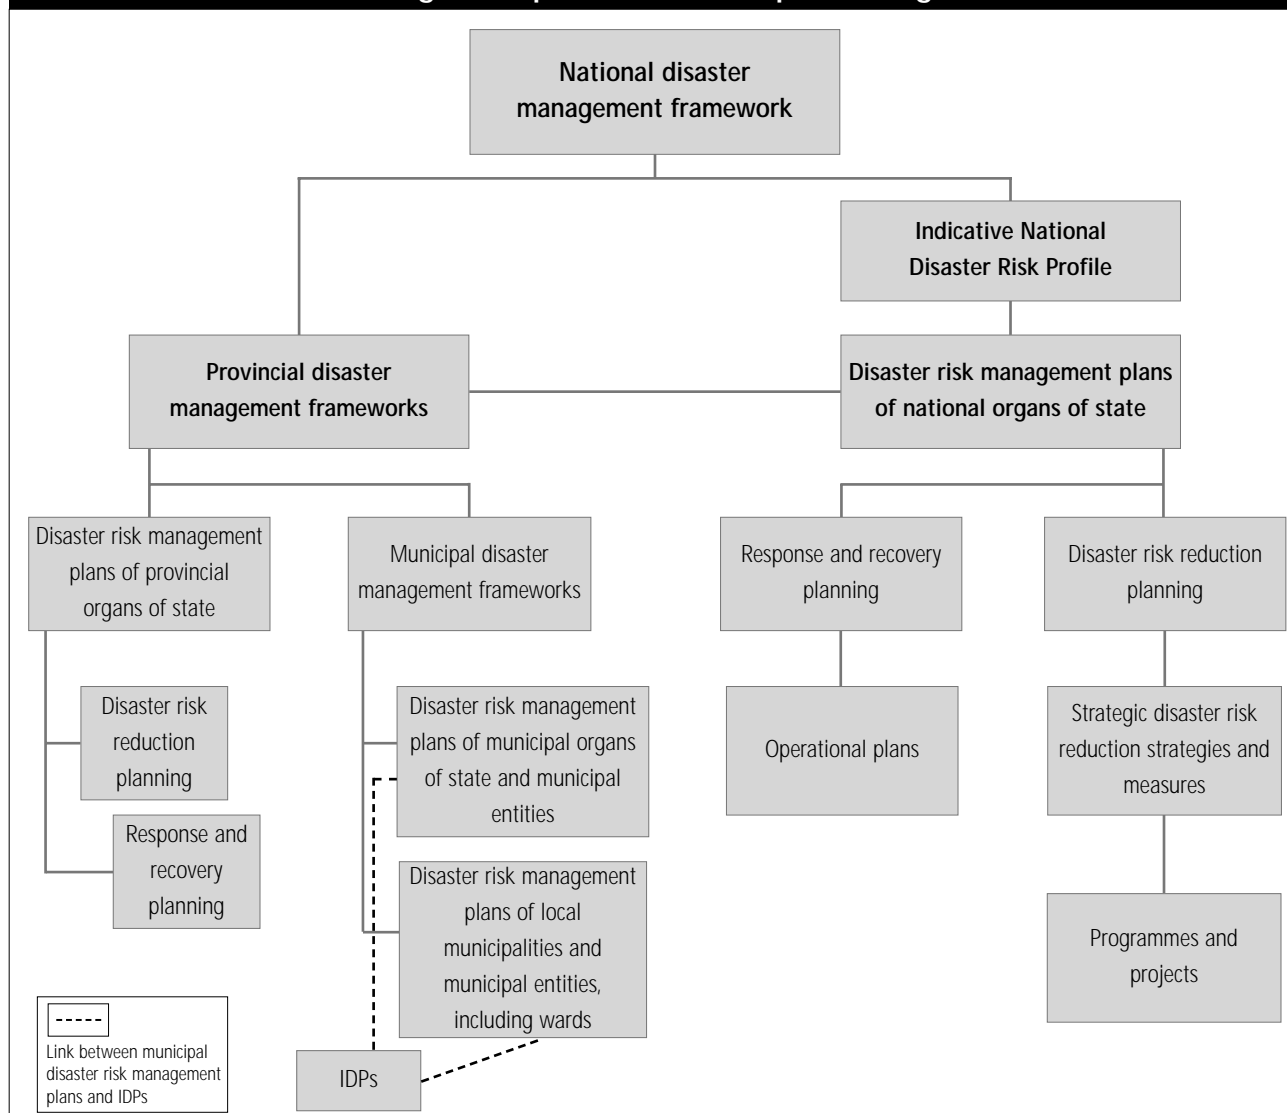 National disaster
management framework
Indicative National
Disaster Risk Profile
Provincial disaster
management frameworks
Disaster risk management plans
of national organs of state
Disaster risk management
plans of provincial
organs of state
Municipal disaster
management frameworks
Response and recovery
planning
Disaster risk reduction
planning
Disaster risk
reduction
planning
Disaster risk management
plans of municipal organs
of state and municipal
entities
Operational plans
Strategic disaster risk
reduction strategies and
measures
Response and
recovery
planning
Disaster risk management
plans of local
municipalities and
municipal entities,
including wards
Programmes and
projects
Link between municipal
disaster risk management
plans and IDPs
IDPs